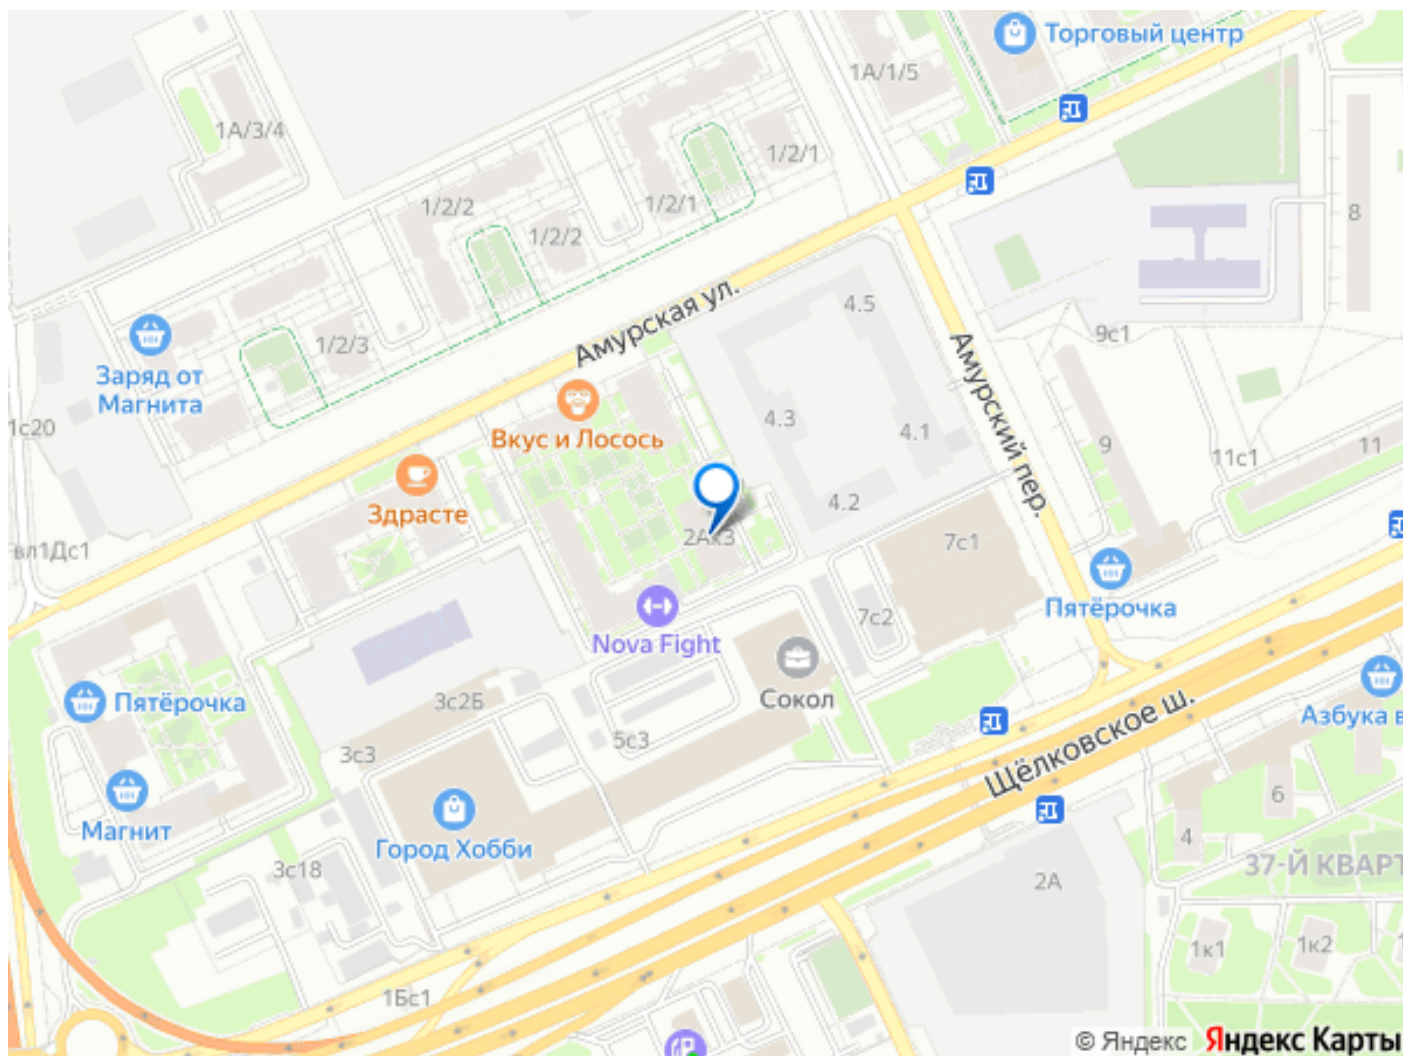 Торговый центр
1А/1/5
1А/3/4
1/2/1
1/2/2
1/2/1
1/2/2
8
4.5
Амурская ул.
9с1
1/2/3
Заряд от
Магнита
Амурский пер.
1с20
4.3
4.1
Вкус и Лосось
9
11
11с1
4.2
Здрасте
2Ак3
7с1
вл1Дс1
Пятёрочка
7с2
Nova Fight
Сокол
Пятёрочка
3с2Б
Щёлковское ш.
Азбука в
5с3
3с3
6
Магнит
4
Город Хобби
3с18
37-Й КВАРТ
2А
1к1
1к2
1Бс1
© Яндекс Яндекс Карты